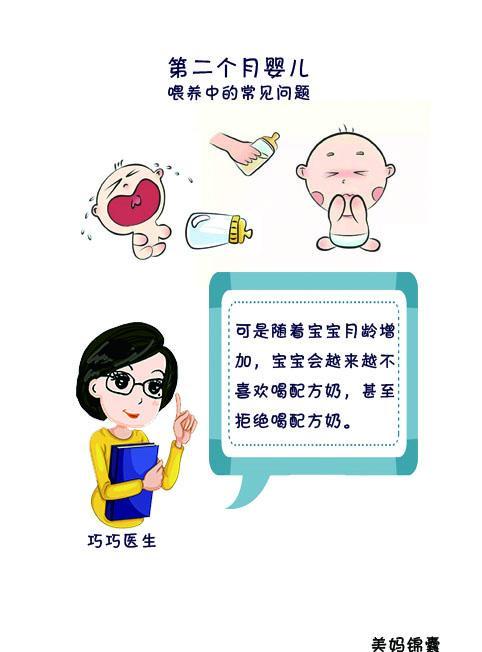 第二个月婴儿
喂养中的常见问题
可是随着宝宝月龄增
加，宝宝会越来越不
喜欢喝配方奶，甚至
拒绝喝配方奶。
巧巧医生
美妈锦囊